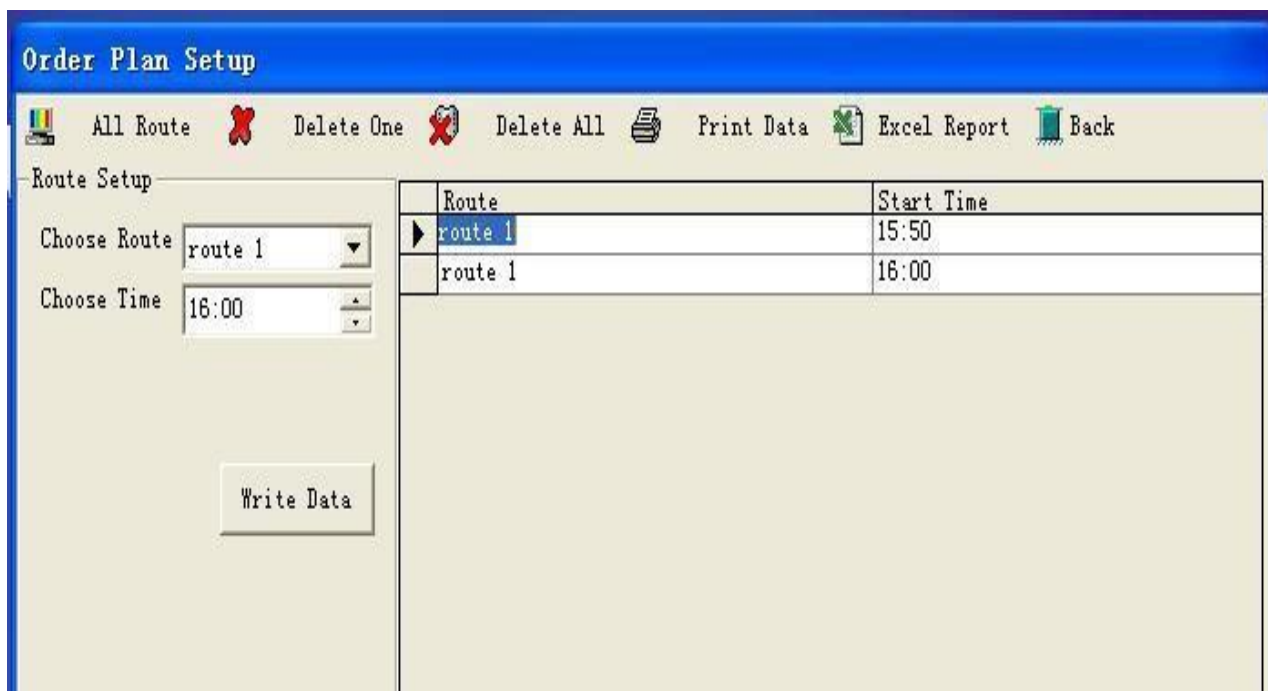 Order Plan Setup
All Route Delete One Delete All Print Data Excel Report Back
Route Setup
Choose Route route 1
Choose Time 16:00
Write Data
Route Start Time
route 1 15:50
route 1 16:00